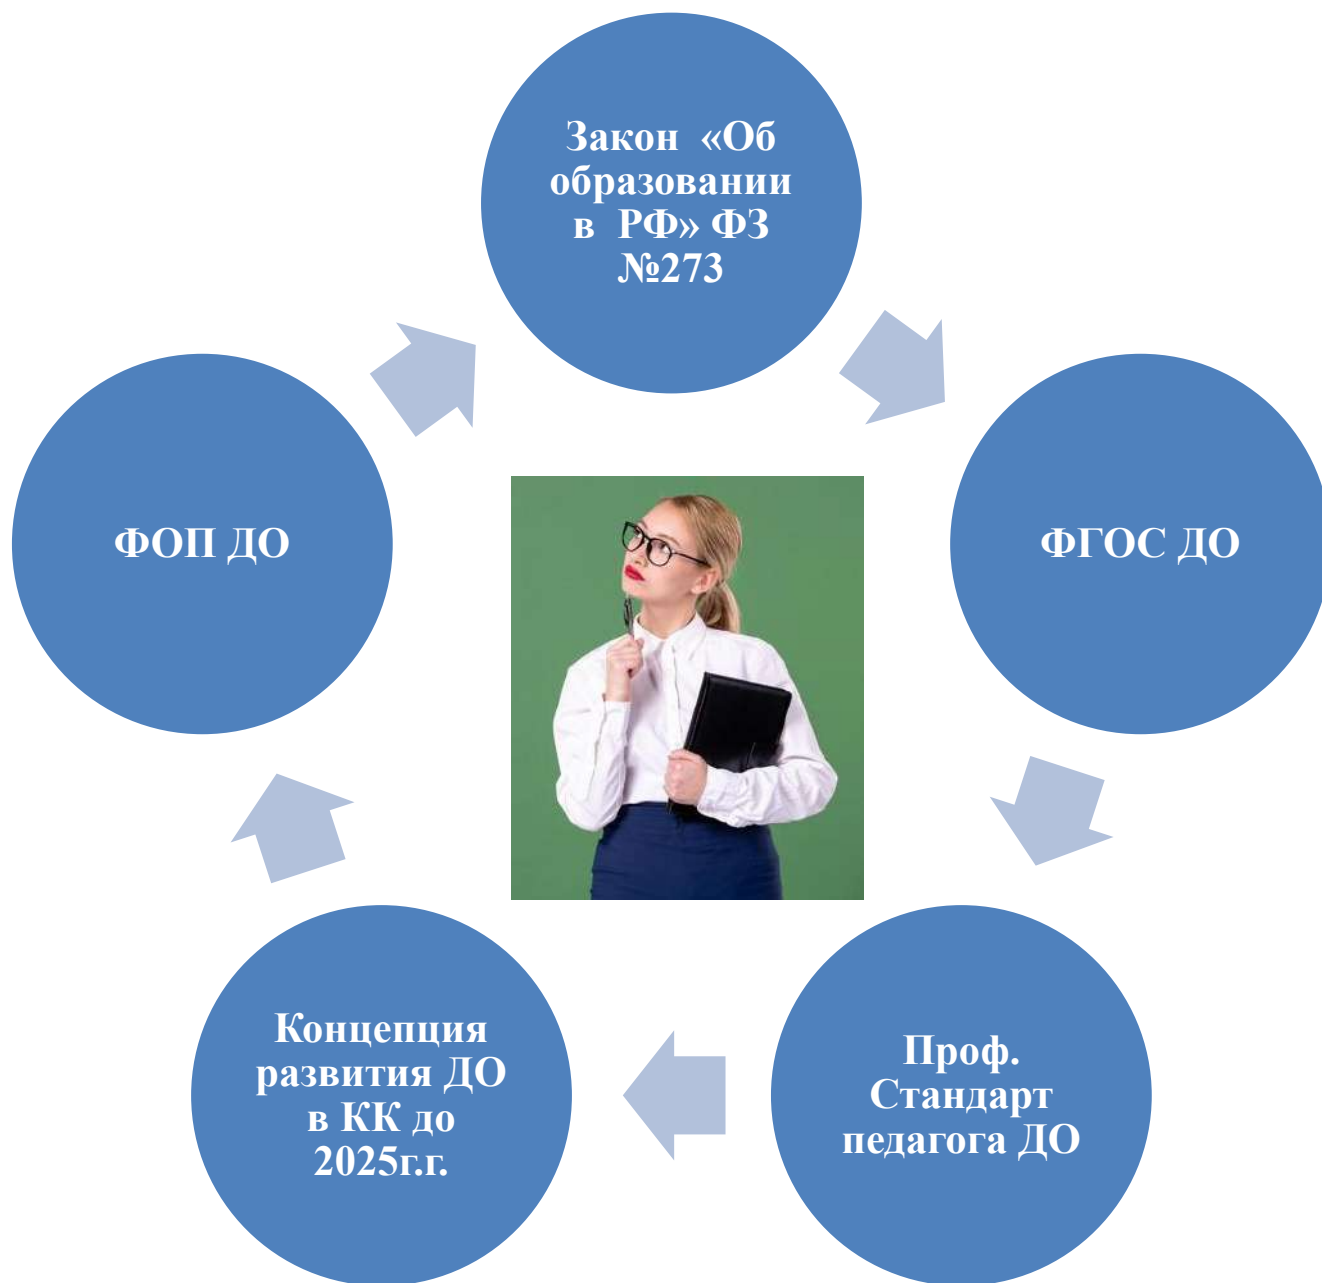 Закон «Об
образовании
в РФ» ФЗ
№273
ФГОС ДО
Проф.
Стандарт
педагога ДО
Концепция
развития ДО
в КК до
2025г.г.
ФОП ДО